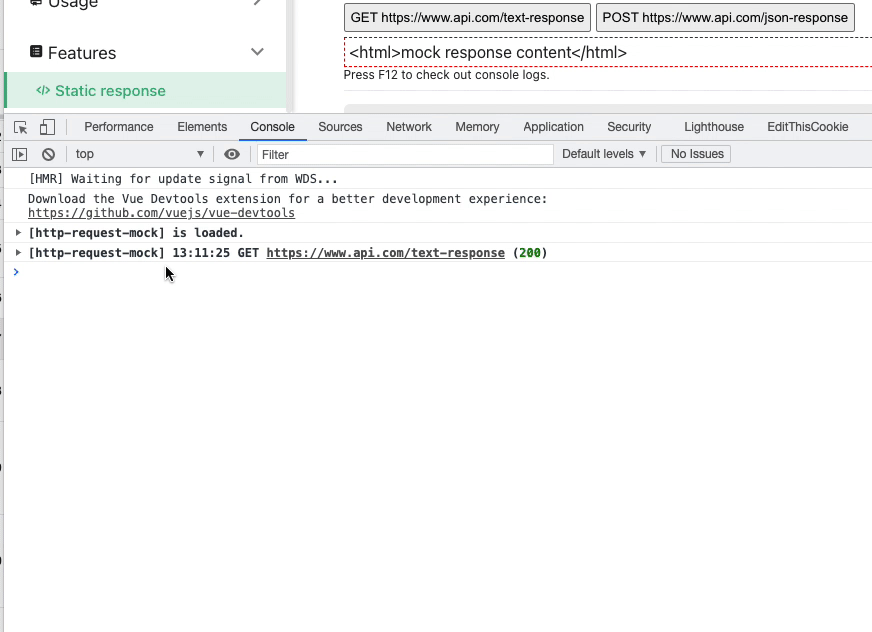 Usage
GET https://www.api.com/text-response POST https://www.api.com/json-response
Features
<html>mock response content</html>
Press F12 to check out console logs.
</> Static response
Performance Elements Console Sources Network Memory Application Security Lighthouse EditThisCookie
top Filter Default levels No Issues
[HMR] Waiting for update signal from WDS...
Download the Vue Devtools extension for a better development experience:
https://github.com/vuejs/vue-devtools
[http-request-mock] is loaded.
[http-request-mock] 13:11:25 GET https://www.api.com/text-response (200)